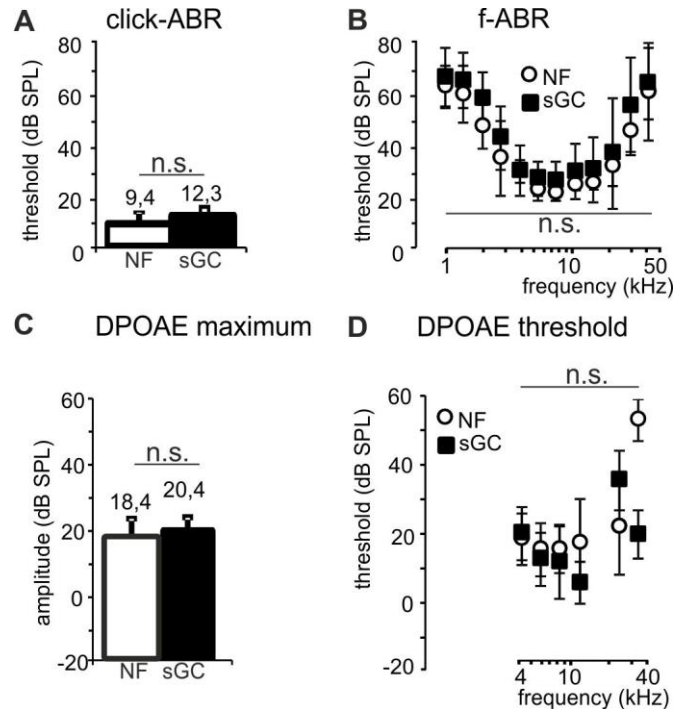 A click-ABR
80
60
40
20
0
threshold (dB SPL)
n.s.
9,4 12,3
NF sGC
B f-ABR
80
60
40
20
0
threshold (dB SPL)
NF
sGC
n.s.
1 10 50
frequency (kHz)
C DPOAE maximum
60
40
20
0
-20
amplitude (dB SPL)
n.s.
18,4 20,4
NF sGC
D DPOAE threshold
60
40
20
0
-20
threshold (dB SPL)
n.s.
NF
sGC
4 10 40
frequency (kHz)